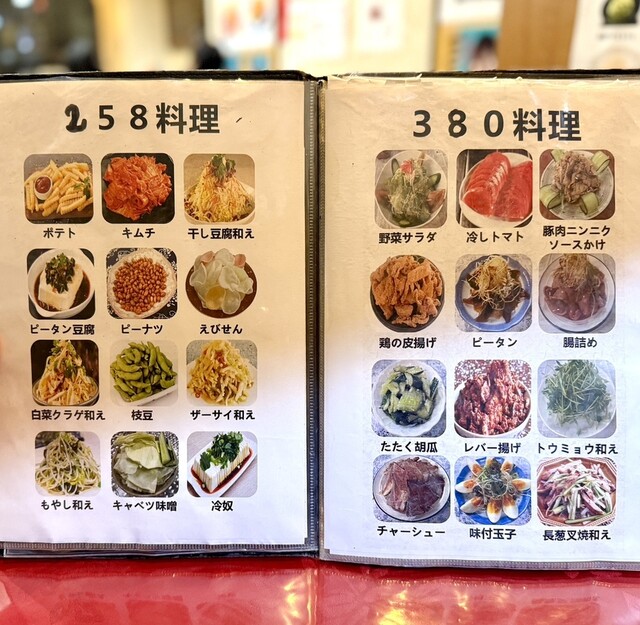 258料理
ポテト
キムチ
干し豆腐和え
ピータン豆腐
ピーナツ
えびせん
白菜クラゲ和え
枝豆
ザーサイ和え
もやし和え
キャベツ味噌
冷奴
380料理
野菜サラダ
冷しトマト
豚肉ニンニク
ソースかけ
鶏の皮揚げ
ピータン
腸詰め
たたく胡瓜
レバー揚げ
トウミョウ和え
チャーシュー
味付玉子
長葱叉焼和え